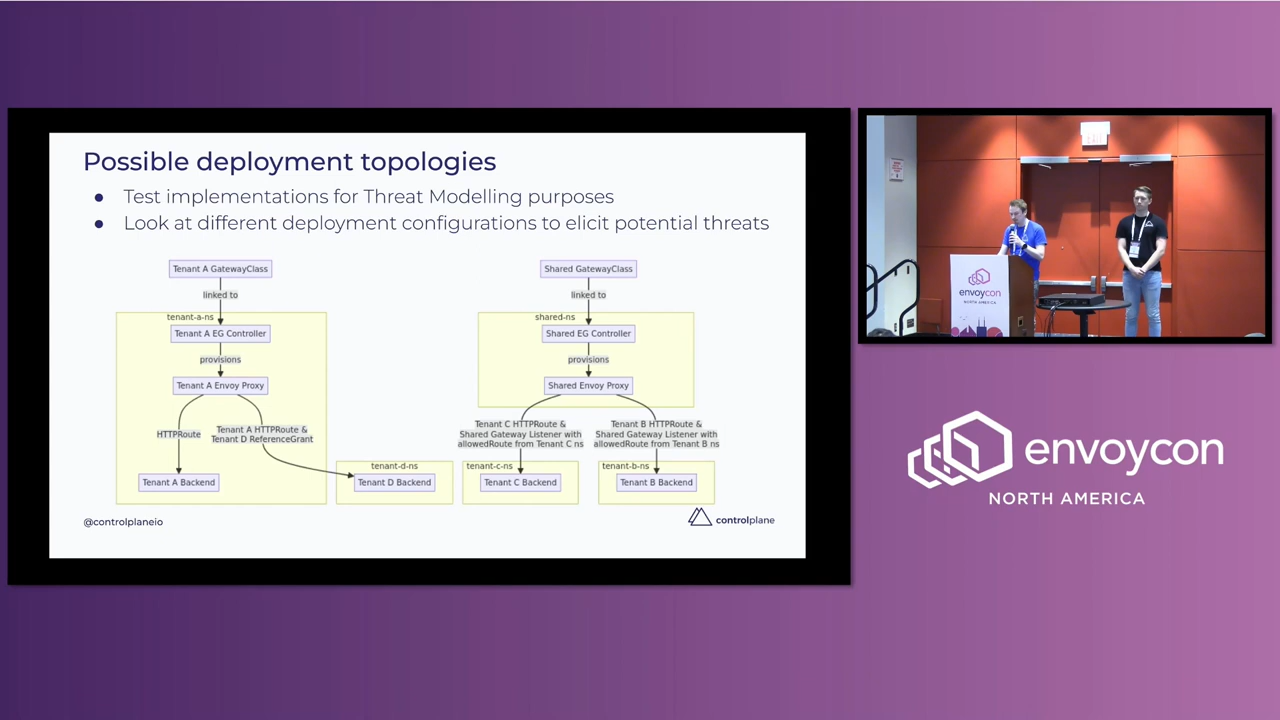 Possible deployment topologies
● Test implementations for Threat Modelling purposes
● Look at different deployment configurations to elicit potential threats
Tenant A GatewayClass
linked to
tenant-a-ns
Tenant A EG Controller
provisions
Tenant A Envoy Proxy
HTTPRoute
Tenant A HTTPRoute &
Tenant D ReferenceGrant
Tenant A Backend
tenant-d-ns
Tenant D Backend
Shared GatewayClass
linked to
shared-ns
Shared EG Controller
provisions
Shared Envoy Proxy
Tenant C HTTPRoute &
Shared Gateway Listener with
allowedRoute from Tenant C ns
Tenant B HTTPRoute &
Shared Gateway Listener with
allowedRoute from Tenant B ns
tenant-c-ns
Tenant C Backend
tenant-b-ns
Tenant B Backend
@controlplaneio
controlplane
EXIT
envoycon
NORTH AMERICA
envoycon
NORTH AMERICA